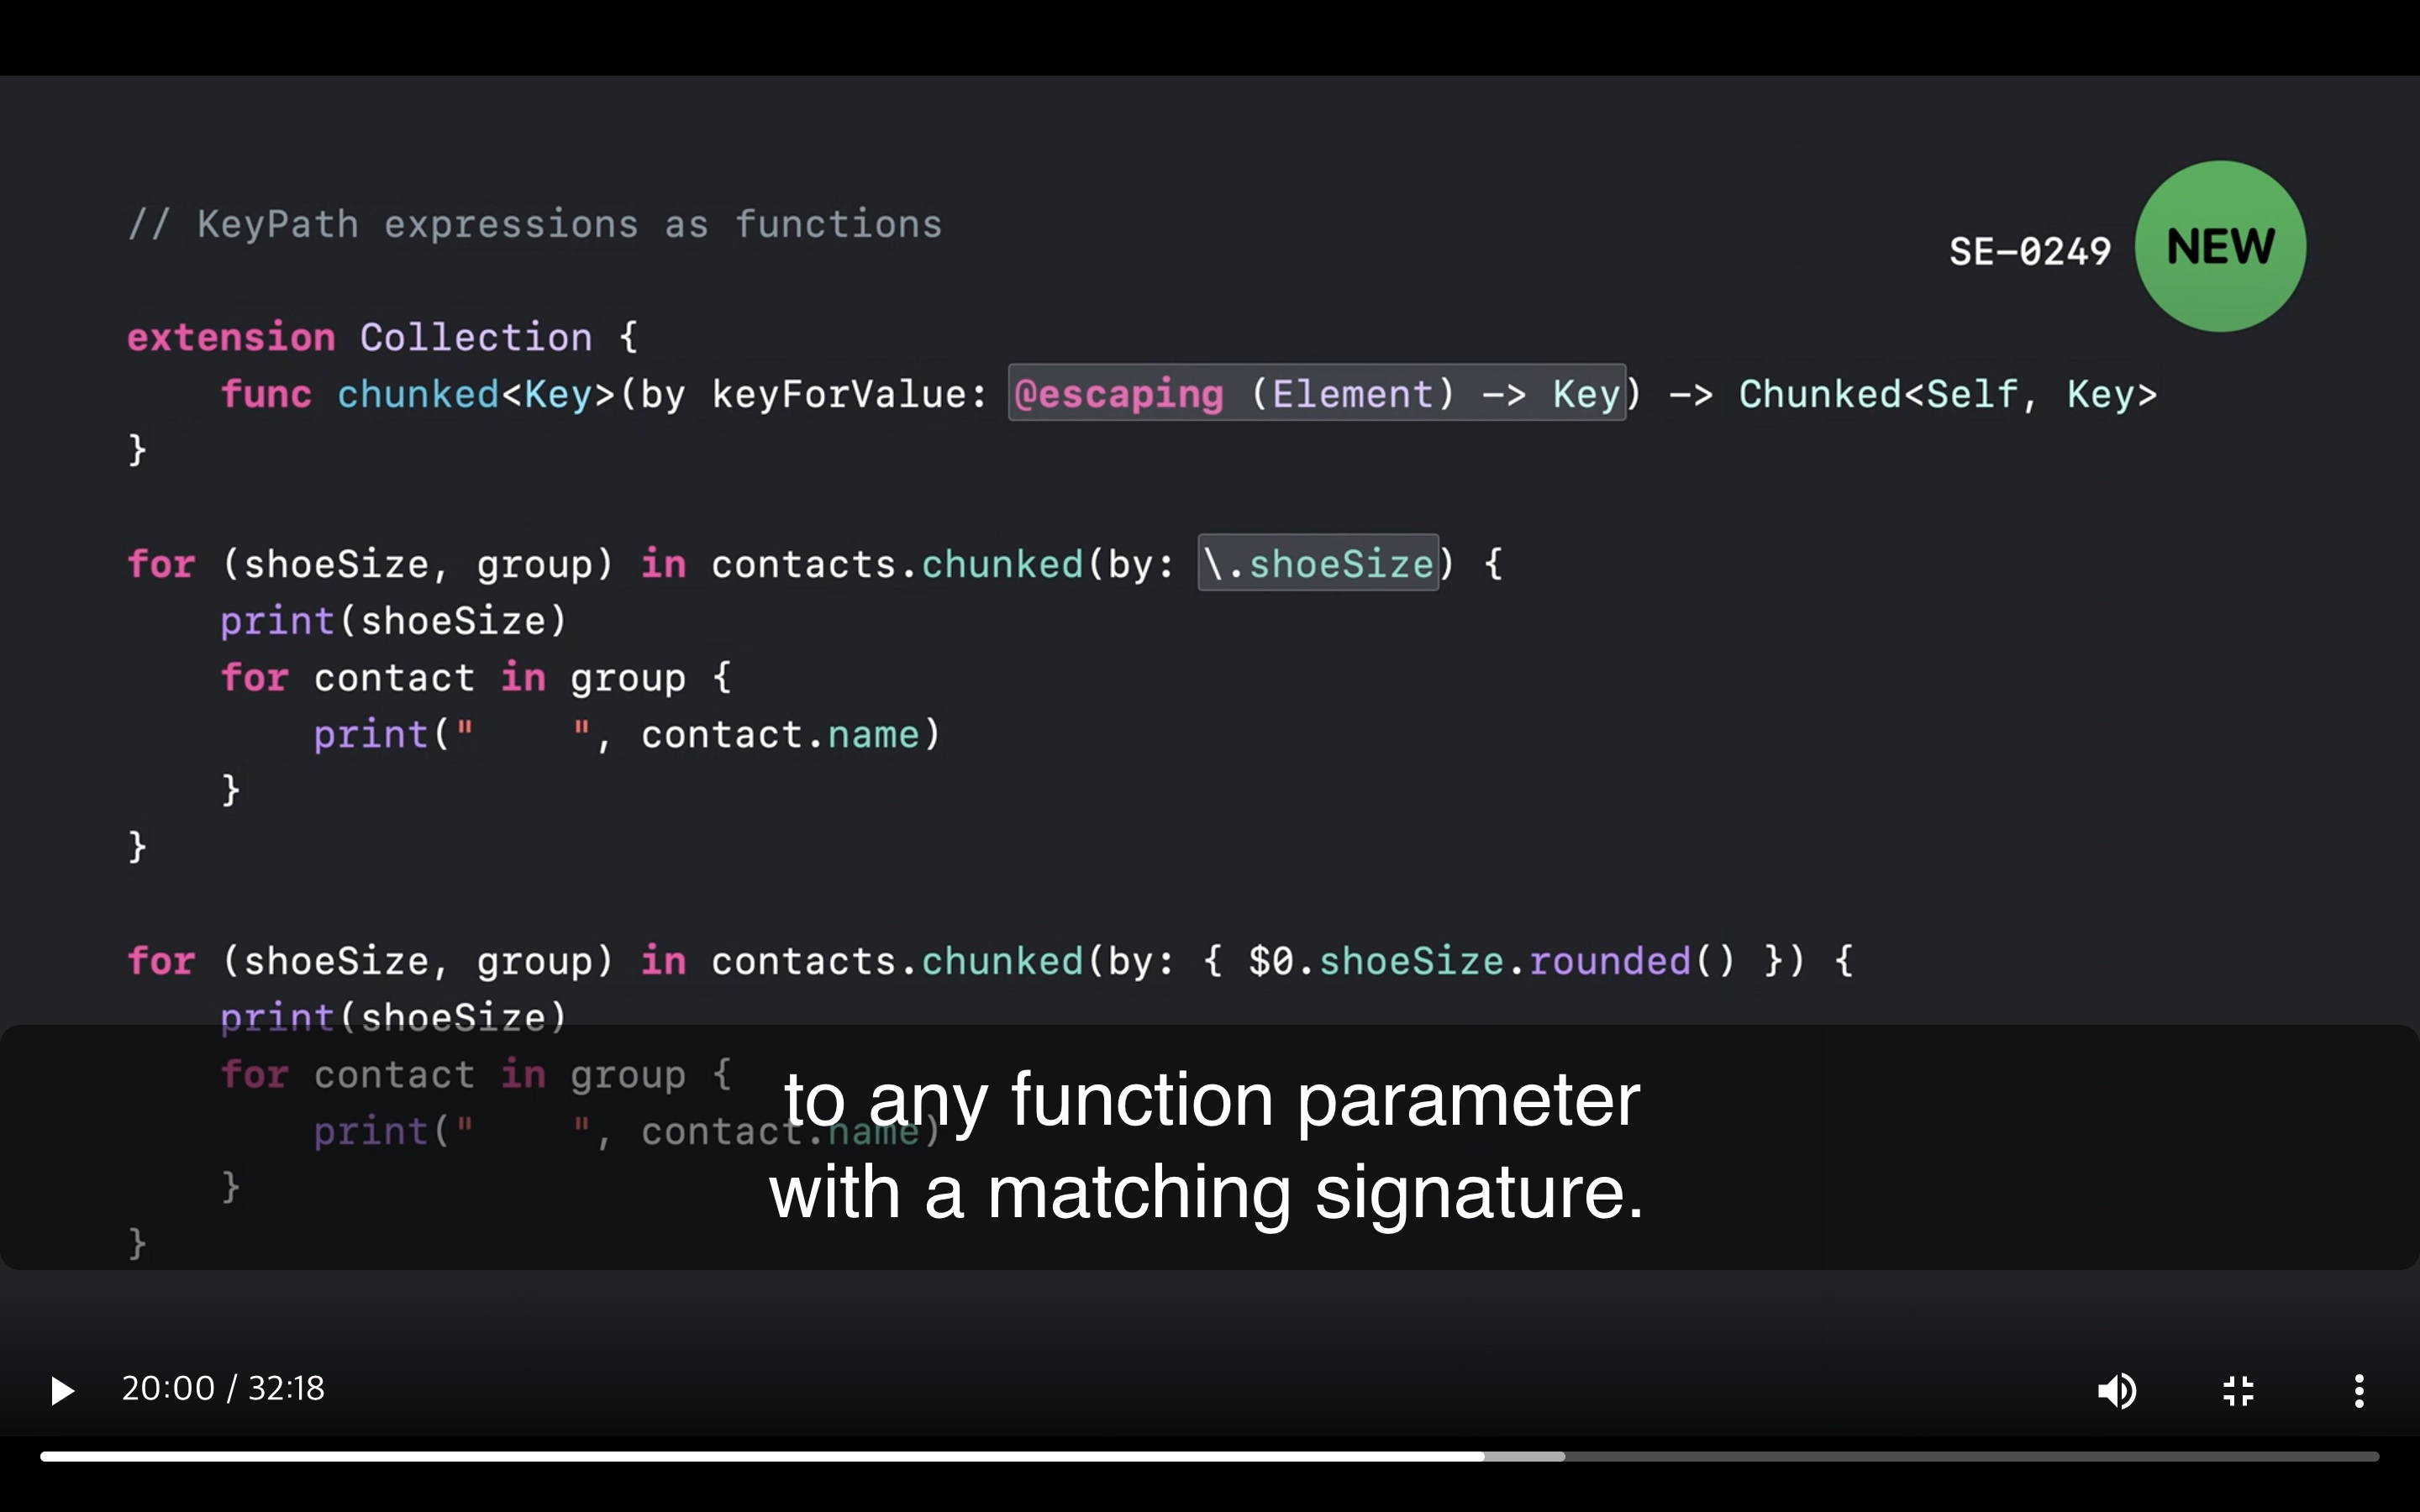 // KeyPath expressions as functions
SE–0249 NEW
extension Collection {
    func chunked<Key>(by keyForValue: @escaping (Element) –> Key) –> Chunked<Self, Key>
}
for (shoeSize, group) in contacts.chunked(by: \.shoeSize) {
    print(shoeSize)
    for contact in group {
        print("    ", contact.name)
    }
}
for (shoeSize, group) in contacts.chunked(by: { $0.shoeSize.rounded() }) {
    print(shoeSize)
    for contact in group {
        print("    ", contact.name)
    }
}
to any function parameter
with a matching signature.
20:00 / 32:18